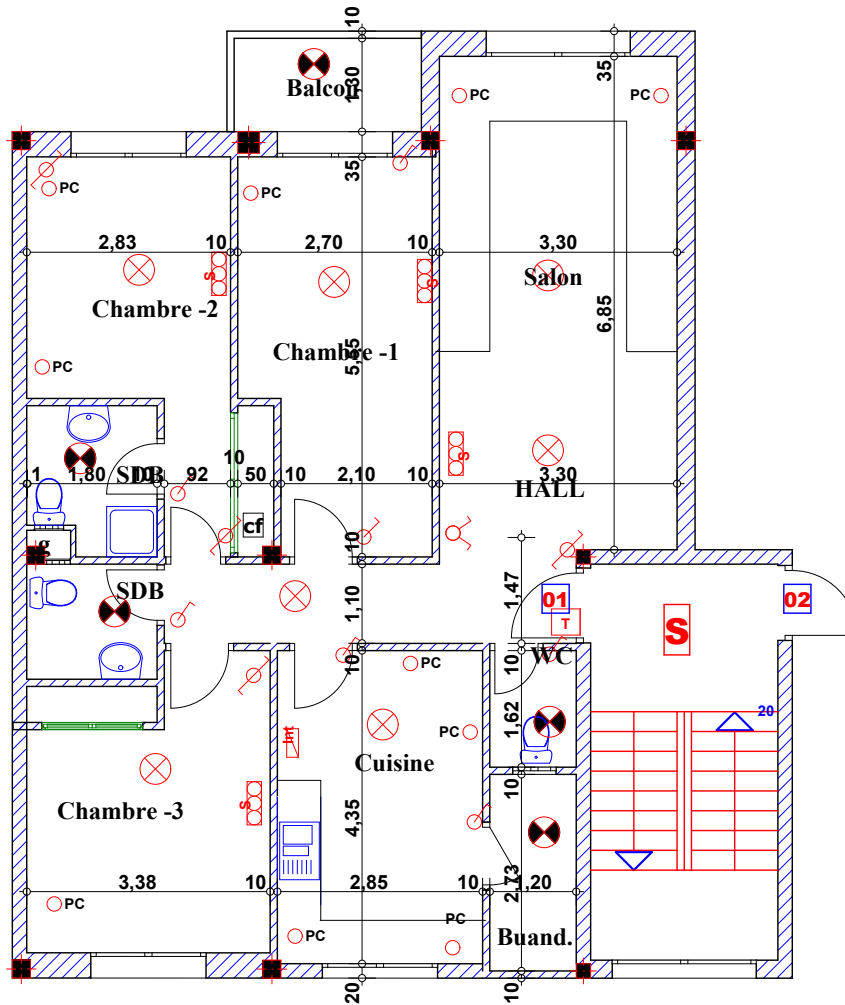 10
Balcon
1,30
35
PC
PC
35
PC
PC
2,83
10
2,70
10
3,30
S
S
Salon
Chambre -2
Chambre -1
6,85
5,65
PC
S
10
1
1,80
10
SDB
92
50
10
2,10
10
3,30
HALL
cf
g
10
SDB
1,10
1,47
01
02
T
S
10
10
WC
PC
1,62
20
PC
Int
Cuisine
10
S
Chambre -3
4,35
3,38
10
2,85
10
2,73
1,20
PC
PC
PC
Buand.
20
10